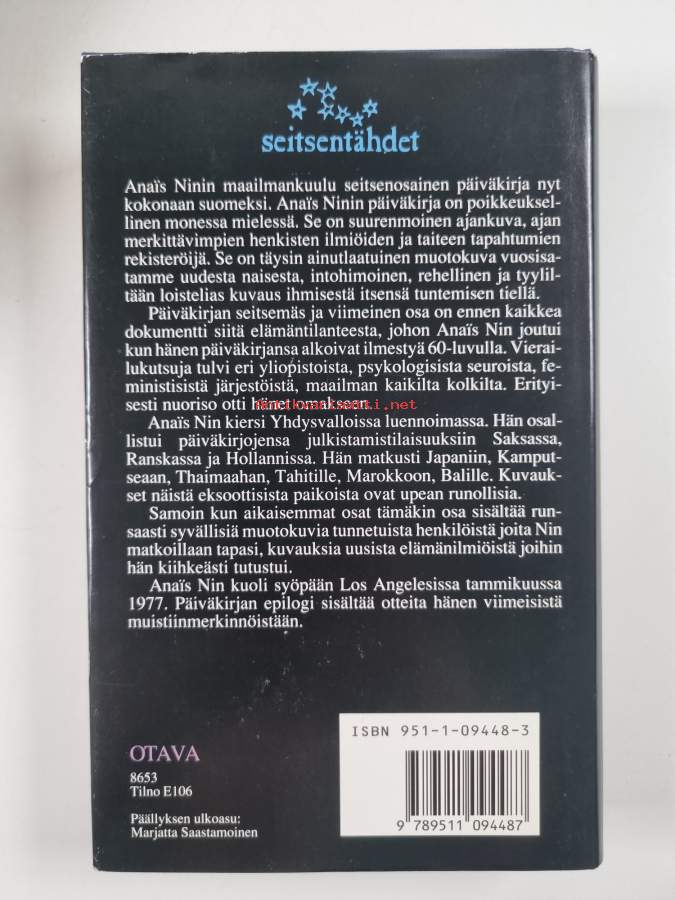 seitsentähdet
Anaïs Ninin maailmankuulu seitsenosainen päiväkirja nyt
kokonaan suomeksi. Anaïs Ninin päiväkirja on poikkeuksel-
linen monessa mielessä. Se on suurenmoinen ajankuva, ajan
merkittävimpien henkisten ilmiöiden ja taiteen tapahtumien
rekisteröijä. Se on täysin ainutlaatuinen muotokuva vuosisa-
tamme uudesta naisesta, intohimoinen, rehellinen ja tyylil-
tään loistelias kuvaus ihmisestä itsensä tuntemisen tiellä.
Päiväkirjan seitsemäs ja viimeinen osa on ennen kaikkea
dokumentti siitä elämäntilanteesta, johon Anaïs Nin joutui
kun hänen päiväkirjansa alkoivat ilmestyä 60-luvulla. Vierai-
lukutsuja tulvi eri yliopistoista, psykologisista seuroista, fe-
ministisistä järjestöistä, maailman kaikilta kolkilta. Erityi-
sesti nuoriso otti hänet omakseen.
antikvariaatti.net
Anaïs Nin kiersi Yhdysvalloissa luennoimassa. Hän osal-
listui päiväkirjojensa julkistamistilaisuuksiin Saksassa,
Ranskassa ja Hollannissa. Hän matkusti Japaniin, Kamput-
seaan, Thaimaahan, Tahitille, Marokkoon, Balille. Kuvauk-
set näistä eksoottisista paikoista ovat upean runollisia.
Samoin kun aikaisemmat osat tämäkin osa sisältää run-
saasti syvällisiä muotokuvia tunnetuista henkilöistä joita Nin
matkoillaan tapasi, kuvauksia uusista elämänilmiöistä joihin
hän kiihkeästi tutustui.
Anaïs Nin kuoli syöpään Los Angelesissa tammikuussa
1977. Päiväkirjan epilogi sisältää otteita hänen viimeisistä
muistiinmerkinnöistään.
ISBN 951-1-09448-3
9 789511 094487
OTAVA
8653
Tilno E106
Päällyksen ulkoasu:
Marjatta Saastamoinen